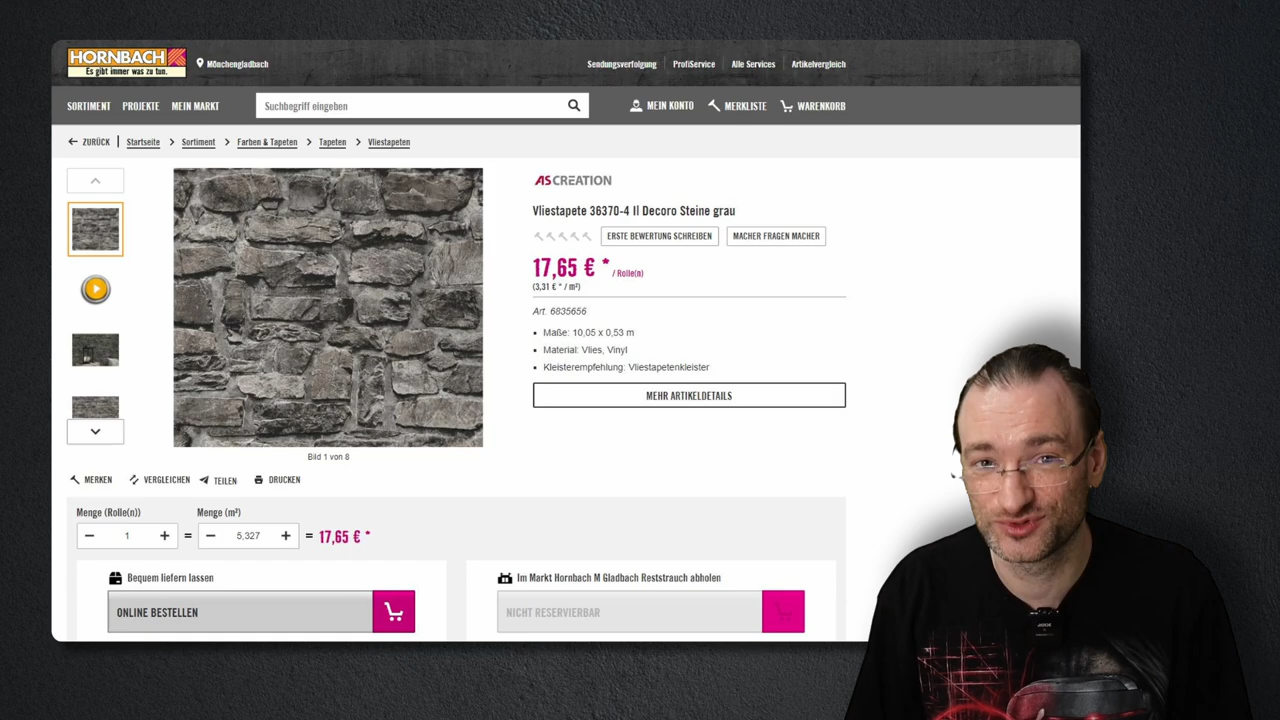 HORNBACH
Es gibt immer was zu tun.
Mönchengladbach
Sendungsverfolgung
ProfiService
Alle Services
Artikelvergleich
SORTIMENT
PROJEKTE
MEIN MARKT
Suchbegriff eingeben
MEIN KONTO
MERKLISTE
WARENKORB
ZURÜCK
Startseite
Sortiment
Farben & Tapeten
Tapeten
Vliestapeten
AS CREATION
Vliestapete 36370-4 Il Decoro Steine grau
ERSTE BEWERTUNG SCHREIBEN
MACHER FRAGEN MACHER
17,65 € * / Rolle(n)
(3,31 € * / m²)
Art. 6835656
Maße: 10,05 x 0,53 m
Material: Vlies, Vinyl
Kleisterempfehlung: Vliestapetenkleister
MEHR ARTIKELDETAILS
Bild 1 von 8
MERKEN
VERGLEICHEN
TEILEN
DRUCKEN
Menge (Rolle(n))
Menge (m²)
− 1 + = − 5,327 + = 17,65 € *
Bequem liefern lassen
Im Markt Hornbach M Gladbach Reststrauch abholen
ONLINE BESTELLEN
NICHT RESERVIERBAR